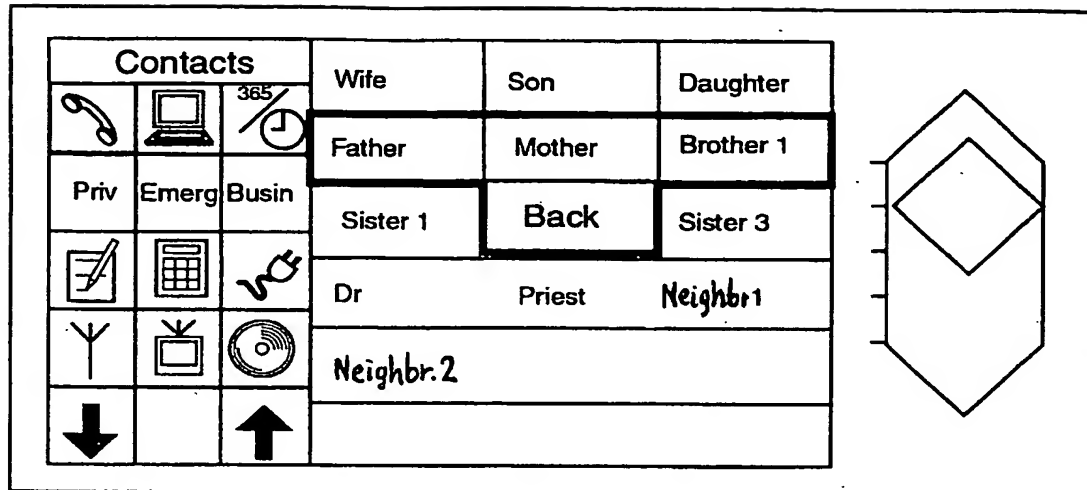 Contacts
Wife Son Daughter
365
Father Mother Brother 1
Priv Emerg Busin
Sister 1 Back Sister 3
Dr Priest Neighbr1
Neighbr.2